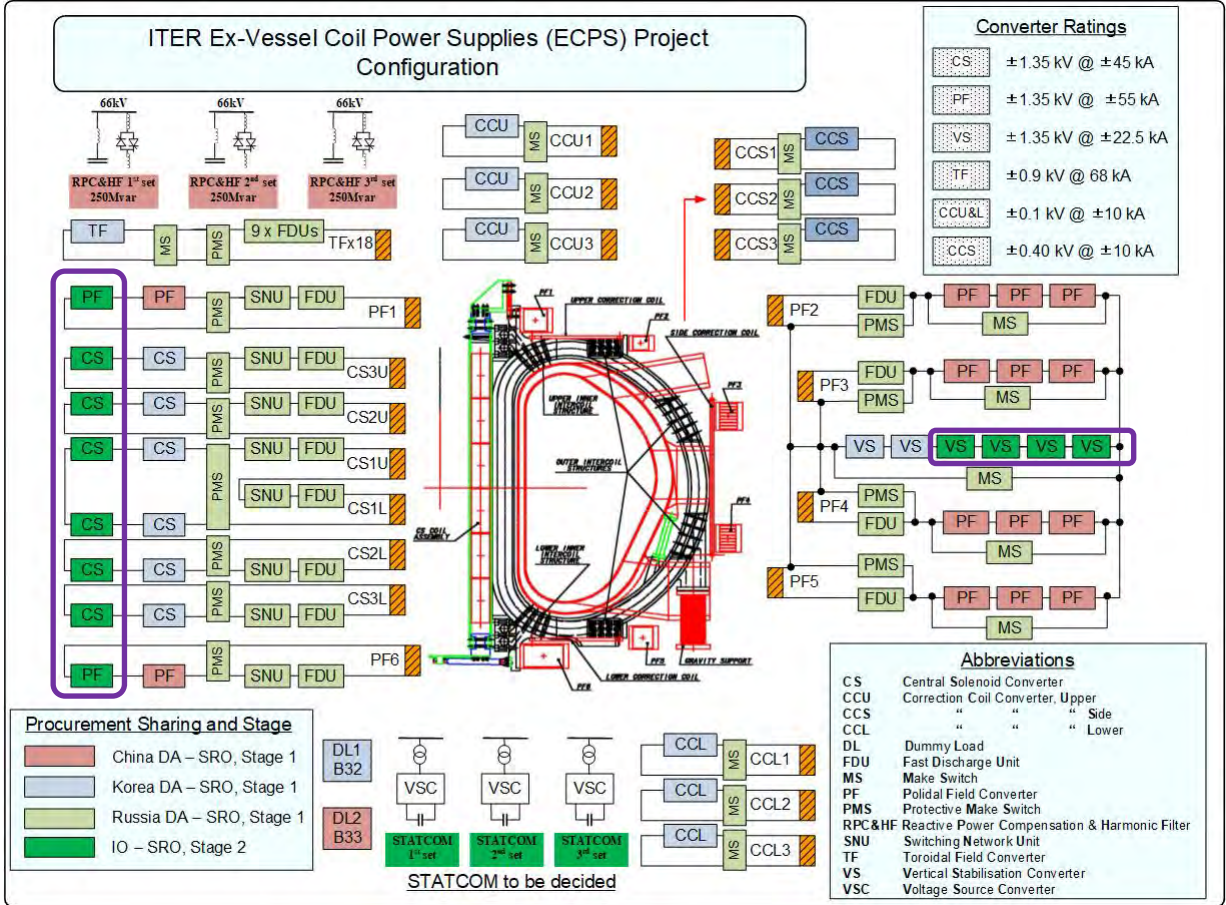 ITER Ex-Vessel Coil Power Supplies (ECPS) Project
Configuration
Converter Ratings
CS ±1.35 kV @ ±45 kA
PF ±1.35 kV @ ±55 kA
VS ±1.35 kV @ ±22.5 kA
TF ±0.9 kV @ 68 kA
CCU&L ±0.1 kV @ ±10 kA
CCS ±0.40 kV @ ±10 kA
66kV 66kV 66kV
RPC&HF 1st set
250Mvar
RPC&HF 2nd set
250Mvar
RPC&HF 3rd set
250Mvar
CCU MS CCU1
CCU MS CCU2
CCU MS CCU3
CCS1 MS CCS
CCS2 MS CCS
CCS3 MS CCS
TF MS PMS 9 x FDUs TFx18
PF PF PMS SNU FDU PF1
CS CS PMS SNU FDU CS3U
CS CS PMS SNU FDU CS2U
CS CS PMS SNU FDU CS1U
SNU FDU CS1L
CS CS
CS CS PMS SNU FDU CS2L
CS CS PMS SNU FDU CS3L
PF PF PMS SNU FDU PF6
PF1
UPPER CORRECTION COIL
PF2
SIDE CORRECTION COIL
PF3
UPPER INNER
INTERCOIL
STRUCTURE
OUTER INTERCOIL
STRUCTURES
PF4
CS COIL
ASSEMBLY
LOWER INNER
INTERCOIL
STRUCTURE
PF5
GRAVITY SUPPORT
LOWER CORRECTION COIL
PF6
PF2 FDU PF PF PF
PMS MS
PF3 FDU PF PF PF
PMS MS
VS VS VS VS VS VS
MS
PF4 PMS
FDU PF PF PF
MS
PF5 PMS
FDU PF PF PF
MS
Procurement Sharing and Stage
China DA – SRO, Stage 1
Korea DA – SRO, Stage 1
Russia DA – SRO, Stage 1
IO – SRO, Stage 2
DL1
B32
DL2
B33
VSC VSC VSC
STATCOM
1st set
STATCOM
2nd set
STATCOM
3rd set
STATCOM to be decided
CCL MS CCL1
CCL MS CCL2
CCL MS CCL3
Abbreviations
CS Central Solenoid Converter
CCU Correction Coil Converter, Upper
CCS " " " Side
CCL " " " Lower
DL Dummy Load
FDU Fast Discharge Unit
MS Make Switch
PF Polidal Field Converter
PMS Protective Make Switch
RPC&HF Reactive Power Compensation & Harmonic Filter
SNU Switching Network Unit
TF Toroidal Field Converter
VS Vertical Stabilisation Converter
VSC Voltage Source Converter